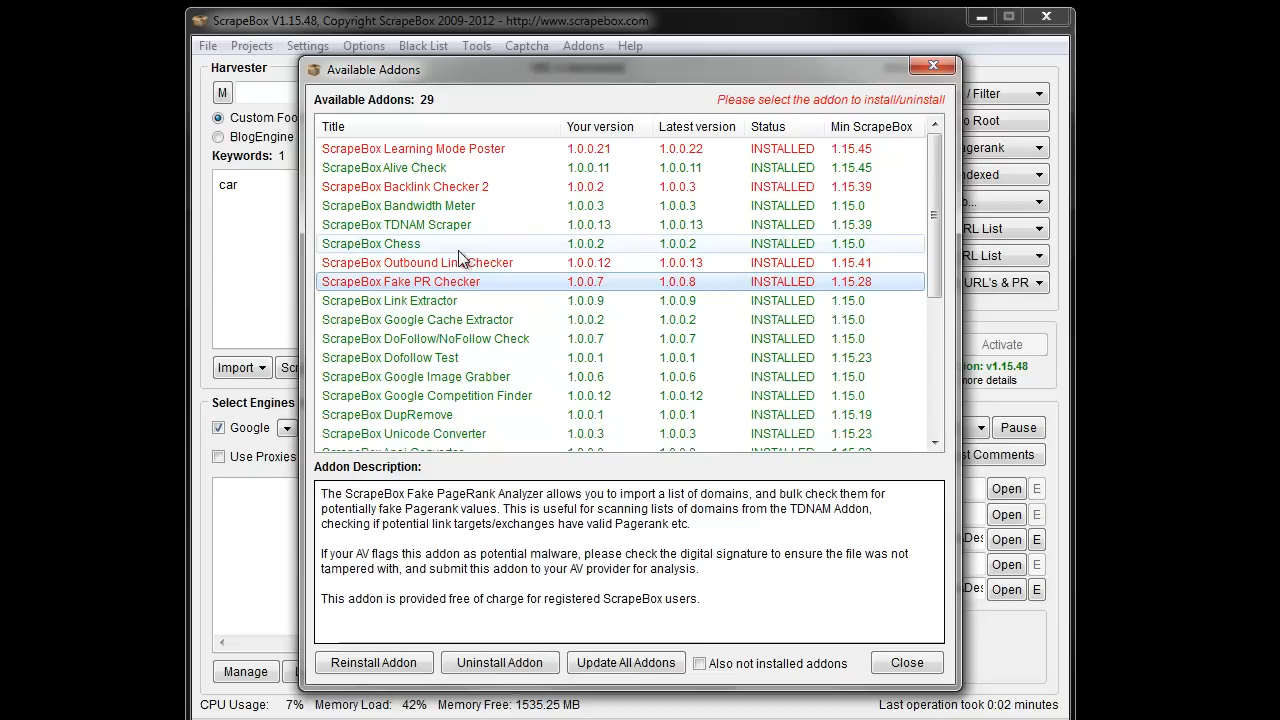 ScrapeBox V1.15.48, Copyright ScrapeBox 2009-2012 - http://www.scrapebox.com
File Projects Settings Options Black List Tools Captcha Addons Help
Harvester
M
Custom Foo
BlogEngine
Keywords: 1
car
Import
Select Engines
Google
Use Proxies
Manage
Available Addons
Available Addons: 29
Please select the addon to install/uninstall
Title Your version Latest version Status Min ScrapeBox
ScrapeBox Learning Mode Poster 1.0.0.21 1.0.0.22 INSTALLED 1.15.45
ScrapeBox Alive Check 1.0.0.11 1.0.0.11 INSTALLED 1.15.45
ScrapeBox Backlink Checker 2 1.0.0.2 1.0.0.3 INSTALLED 1.15.39
ScrapeBox Bandwidth Meter 1.0.0.3 1.0.0.3 INSTALLED 1.15.0
ScrapeBox TDNAM Scraper 1.0.0.13 1.0.0.13 INSTALLED 1.15.39
ScrapeBox Chess 1.0.0.2 1.0.0.2 INSTALLED 1.15.0
ScrapeBox Outbound Link Checker 1.0.0.12 1.0.0.13 INSTALLED 1.15.41
ScrapeBox Fake PR Checker 1.0.0.7 1.0.0.8 INSTALLED 1.15.28
ScrapeBox Link Extractor 1.0.0.9 1.0.0.9 INSTALLED 1.15.0
ScrapeBox Google Cache Extractor 1.0.0.2 1.0.0.2 INSTALLED 1.15.0
ScrapeBox DoFollow/NoFollow Check 1.0.0.7 1.0.0.7 INSTALLED 1.15.0
ScrapeBox Dofollow Test 1.0.0.1 1.0.0.1 INSTALLED 1.15.23
ScrapeBox Google Image Grabber 1.0.0.6 1.0.0.6 INSTALLED 1.15.0
ScrapeBox Google Competition Finder 1.0.0.12 1.0.0.12 INSTALLED 1.15.0
ScrapeBox DupRemove 1.0.0.1 1.0.0.1 INSTALLED 1.15.19
ScrapeBox Unicode Converter 1.0.0.3 1.0.0.3 INSTALLED 1.15.23
Addon Description:
The ScrapeBox Fake PageRank Analyzer allows you to import a list of domains, and bulk check them for
potentially fake Pagerank values. This is useful for scanning lists of domains from the TDNAM Addon,
checking if potential link targets/exchanges have valid Pagerank etc.
If your AV flags this addon as potential malware, please check the digital signature to ensure the file was not
tampered with, and submit this addon to your AV provider for analysis.
This addon is provided free of charge for registered ScrapeBox users.
Reinstall Addon Uninstall Addon Update All Addons Also not installed addons Close
/ Filter
o Root
agerank
ndexed
o...
RL List
RL List
URL's & PR
Activate
ion: v1.15.48
more details
Pause
st Comments
Open E
Open E
Des Open E
Open E
Des Open E
CPU Usage: 7% Memory Load: 42% Memory Free: 1535.25 MB Last operation took 0:02 minutes